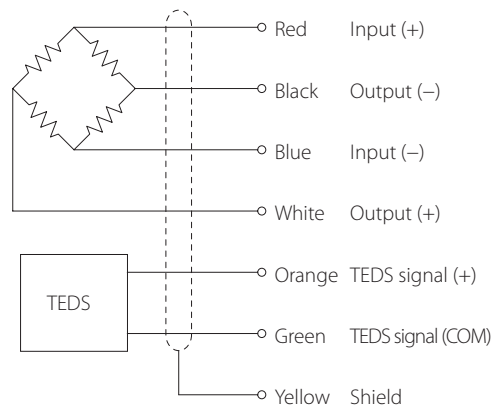 Red Input (+)
Black Output (−)
Blue Input (−)
White Output (+)
Orange TEDS signal (+)
TEDS
Green TEDS signal (COM)
Yellow Shield